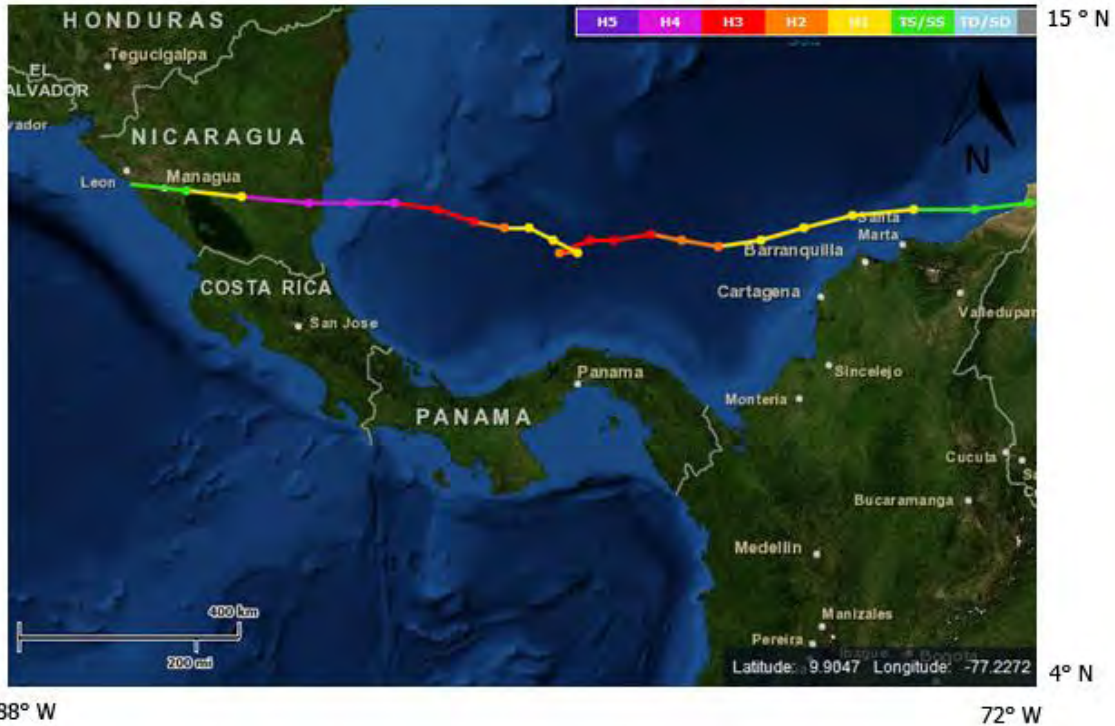 HONDURAS
H5 H4 H3 H2 H1 TS/SS TD/SD
15 ° N
Tegucigalpa
EL
ALVADOR
vador
NICARAGUA
N
Leon
Managua
Santa
Marta
Barranquilla
COSTA RICA
Cartagena
Valledupar
San Jose
Sincelejo
Panama
Monteria
PANAMA
Cucuta
Bucaramanga
Medellin
400 km
Manizales
Pereira
200 mi
Ibague
Bogota
Latitude: 9.9047 Longitude: -77.2272
4° N
88° W
72° W